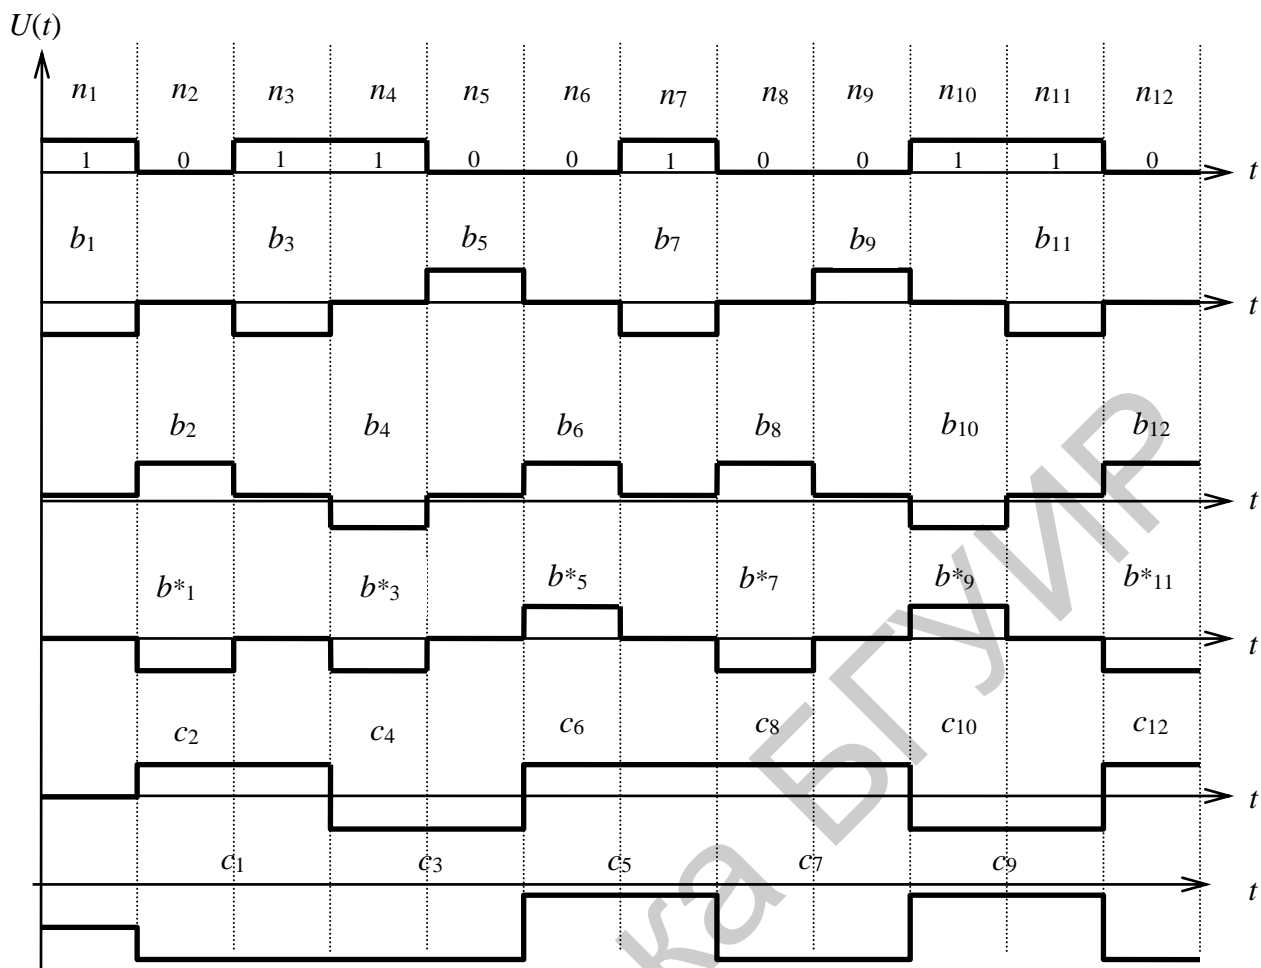 U(t)
n1 n2 n3 n4 n5 n6 n7 n8 n9 n10 n11 n12
1 0 1 1 0 0 1 0 0 1 1 0 t
b1 b3 b5 b7 b9 b11
t
b2 b4 b6 b8 b10 b12
t
b*1 b*3 b*5 b*7 b*9 b*11
t
c2 c4 c6 c8 c10 c12
t
c1 c3 c5 c7 c9
t
ка БГУИР